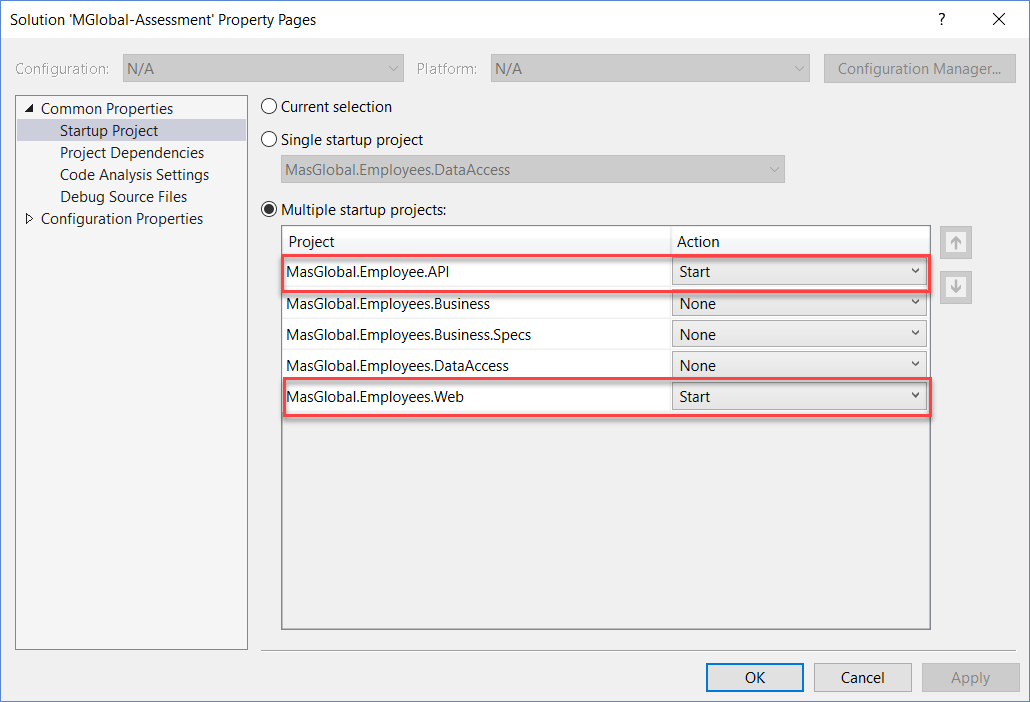 Solution 'MGlobal-Assessment' Property Pages ?
Configuration: N/A Platform: N/A Configuration Manager...
Common Properties
Startup Project
Project Dependencies
Code Analysis Settings
Debug Source Files
Configuration Properties
Current selection
Single startup project
MasGlobal.Employees.DataAccess
Multiple startup projects:
Project Action
MasGlobal.Employee.API Start
MasGlobal.Employees.Business None
MasGlobal.Employees.Business.Specs None
MasGlobal.Employees.DataAccess None
MasGlobal.Employees.Web Start
OK Cancel Apply